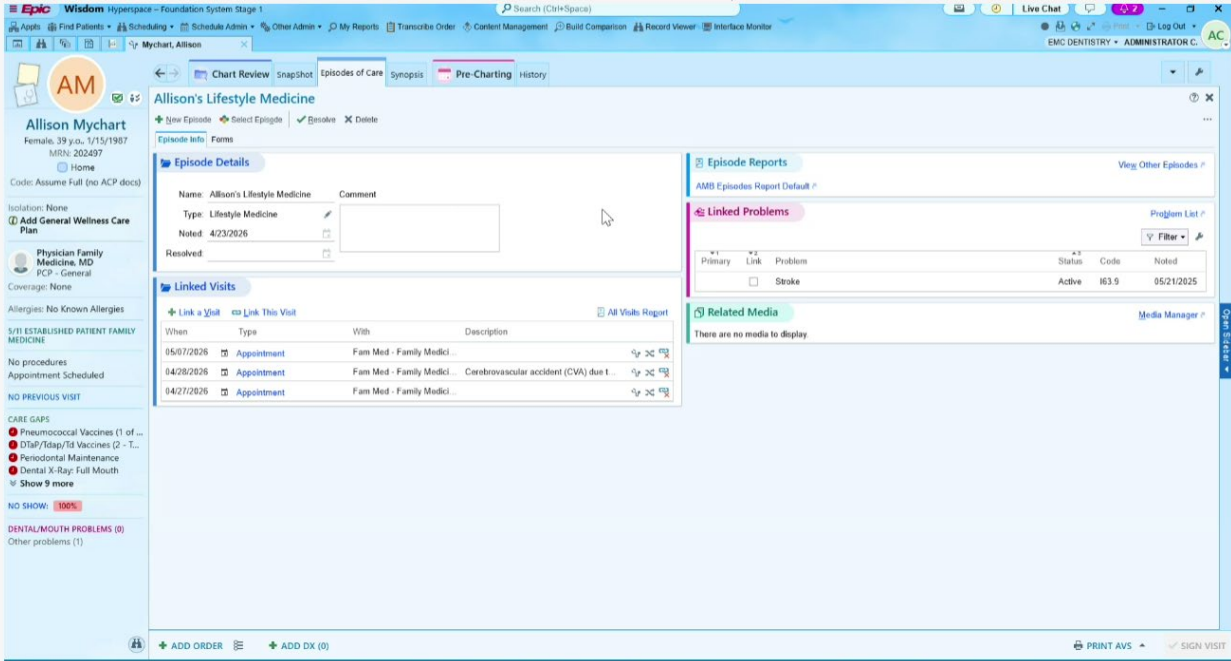 Epic Wisdom Hyperspace – Foundation System Stage 1 Search (Ctrl+Space) Live Chat 2
Appts Find Patients Scheduling Schedule Admin Other Admin My Reports Transcribe Order Content Management Build Comparison Record Viewer Interface Monitor Print Log Out
Mychart, Allison EMC DENTISTRY ADMINISTRATOR C. AC
AM
Allison Mychart
Female, 39 y.o., 1/15/1987
MRN: 202497
Home
Code: Assume Full (no ACP docs)
Isolation: None
Add General Wellness Care
Plan
Physician Family
Medicine, MD
PCP - General
Coverage: None
Allergies: No Known Allergies
5/11 ESTABLISHED PATIENT FAMILY
MEDICINE
No procedures
Appointment Scheduled
NO PREVIOUS VISIT
CARE GAPS
Pneumococcal Vaccines (1 of ...
DTaP/Tdap/Td Vaccines (2 - T...
Periodontal Maintenance
Dental X-Ray: Full Mouth
Show 9 more
NO SHOW: 100%
DENTAL/MOUTH PROBLEMS (0)
Other problems (1)
Chart Review SnapShot Episodes of Care Synopsis Pre-Charting History
Allison's Lifestyle Medicine
New Episode Select Episode Resolve Delete
Episode Info Forms
Episode Details
Name: Allison's Lifestyle Medicine Comment
Type: Lifestyle Medicine
Noted: 4/23/2026
Resolved:
Linked Visits
Link a Visit Link This Visit All Visits Report
When Type With Description
05/07/2026 Appointment Fam Med - Family Medici...
04/28/2026 Appointment Fam Med - Family Medici... Cerebrovascular accident (CVA) due t...
04/27/2026 Appointment Fam Med - Family Medici...
Episode Reports View Other Episodes
AMB Episodes Report Default
Linked Problems Problem List
Filter
Primary Link Problem Status Code Noted
Stroke Active I63.9 05/21/2025
Related Media Media Manager
There are no media to display.
Open Sidebar
ADD ORDER ADD DX (0) PRINT AVS SIGN VISIT